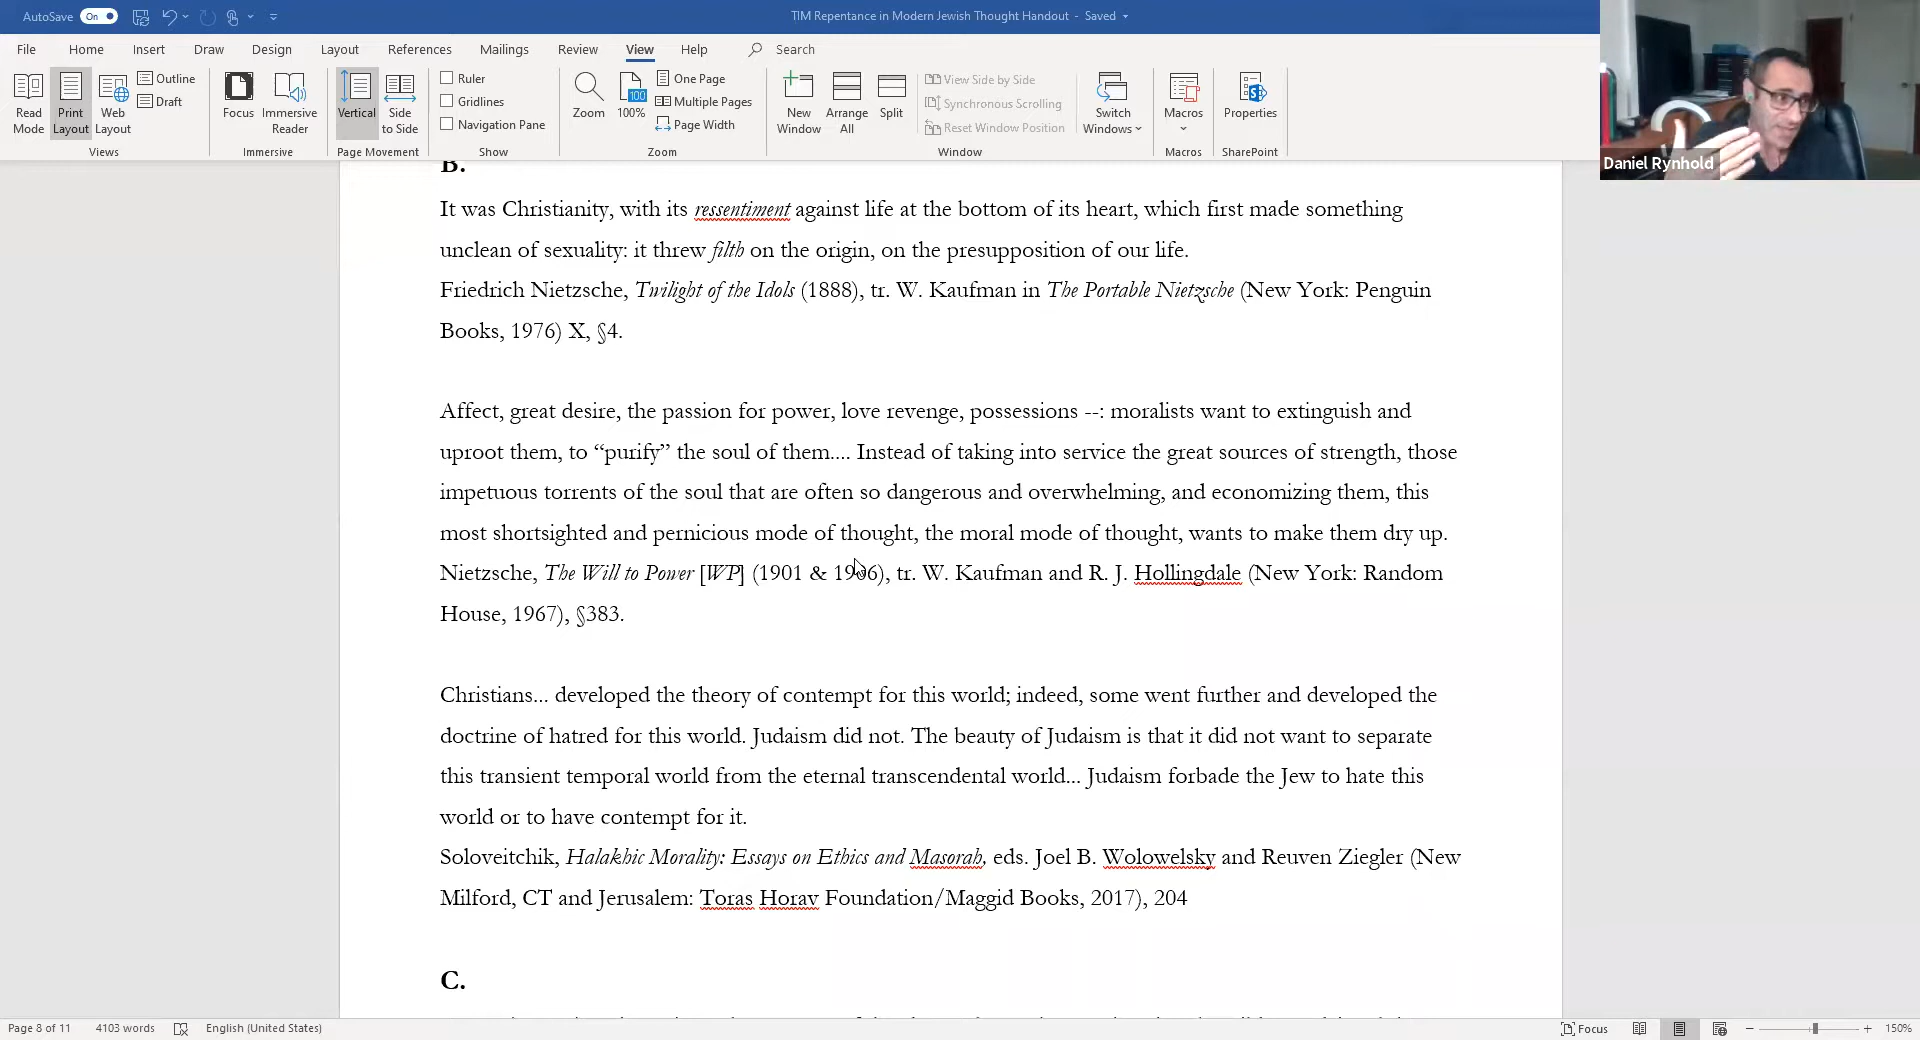 AutoSave On TIM Repentance in Modern Jewish Thought Handout - Saved
File Home Insert Draw Design Layout References Mailings Review View Help Search
Read Mode
Print Layout
Web Layout
Outline
Draft
Views
Focus
Immersive Reader
Immersive
Vertical
Side to Side
Page Movement
Ruler
Gridlines
Navigation Pane
Show
Zoom
100
100%
One Page
Multiple Pages
Page Width
Zoom
New Window
Arrange All
Split
View Side by Side
Synchronous Scrolling
Reset Window Position
Window
Switch Windows
Macros
Macros
Properties
SharePoint
Daniel Rynhold
B.
It was Christianity, with its ressentiment against life at the bottom of its heart, which first made something
unclean of sexuality: it threw filth on the origin, on the presupposition of our life.
Friedrich Nietzsche, Twilight of the Idols (1888), tr. W. Kaufman in The Portable Nietzsche (New York: Penguin
Books, 1976) X, §4.
Affect, great desire, the passion for power, love revenge, possessions --: moralists want to extinguish and
uproot them, to “purify” the soul of them.... Instead of taking into service the great sources of strength, those
impetuous torrents of the soul that are often so dangerous and overwhelming, and economizing them, this
most shortsighted and pernicious mode of thought, the moral mode of thought, wants to make them dry up.
Nietzsche, The Will to Power [WP] (1901 & 1906), tr. W. Kaufman and R. J. Hollingdale (New York: Random
House, 1967), §383.
Christians... developed the theory of contempt for this world; indeed, some went further and developed the
doctrine of hatred for this world. Judaism did not. The beauty of Judaism is that it did not want to separate
this transient temporal world from the eternal transcendental world... Judaism forbade the Jew to hate this
world or to have contempt for it.
Soloveitchik, Halakhic Morality: Essays on Ethics and Masorah, eds. Joel B. Wolowelsky and Reuven Ziegler (New
Milford, CT and Jerusalem: Toras Horav Foundation/Maggid Books, 2017), 204
C.
Page 8 of 11 4103 words English (United States) Focus 150%